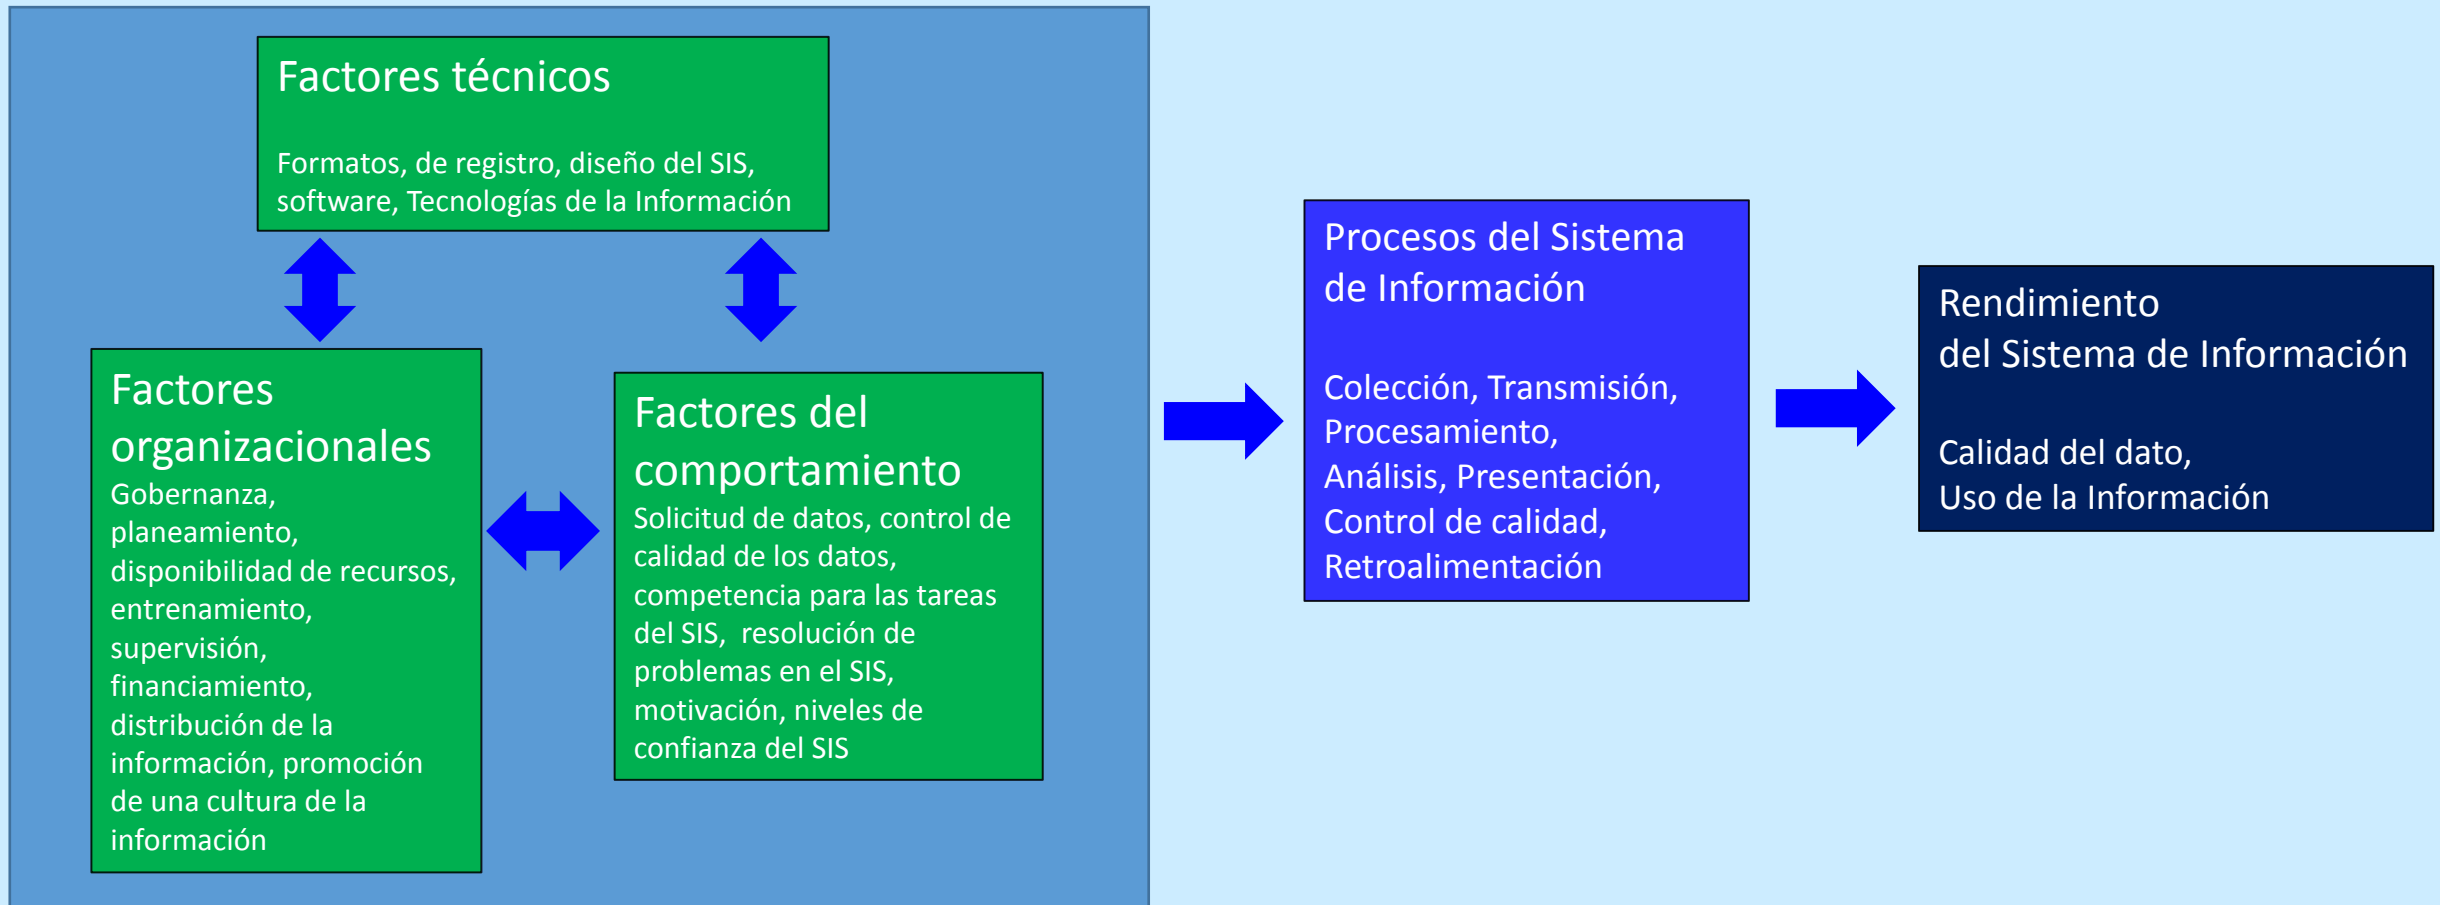 Factores técnicos
Formatos, de registro, diseño del SIS,
software, Tecnologías de la Información
Factores
organizacionales
Gobernanza,
planeamiento,
disponibilidad de recursos,
entrenamiento,
supervisión,
financiamiento,
distribución de la
información, promoción
de una cultura de la
información
Factores del
comportamiento
Solicitud de datos, control de
calidad de los datos,
competencia para las tareas
del SIS, resolución de
problemas en el SIS,
motivación, niveles de
confianza del SIS
Procesos del Sistema
de Información
Colección, Transmisión,
Procesamiento,
Análisis, Presentación,
Control de calidad,
Retroalimentación
Rendimiento
del Sistema de Información
Calidad del dato,
Uso de la Información